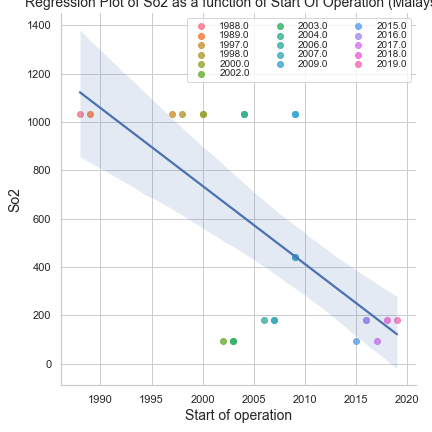 Regression Plot of So2 as a function of Start Of Operation (Malays
1988.0 2003.0 2015.0
1989.0 2004.0 2016.0
1997.0 2006.0 2017.0
1998.0 2007.0 2018.0
2000.0 2009.0 2019.0
2002.0
1400
1200
1000
800
600
400
200
0
So2
1990 1995 2000 2005 2010 2015 2020
Start of operation